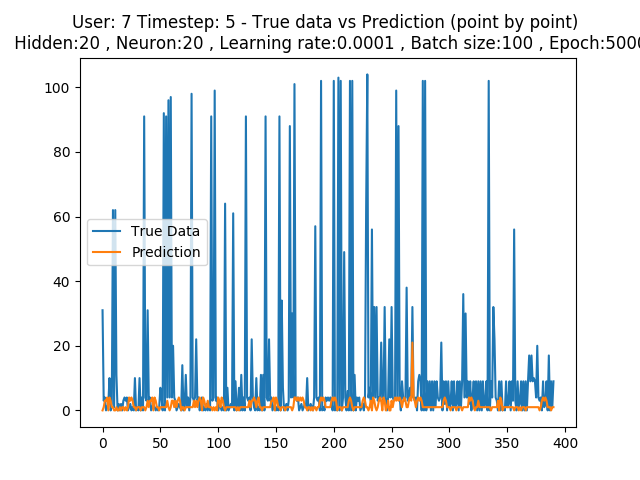 User: 7 Timestep: 5 - True data vs Prediction (point by point)
Hidden:20 , Neuron:20 , Learning rate:0.0001 , Batch size:100 , Epoch:5000
100
80
60
40
20
0
True Data
Prediction
0 50 100 150 200 250 300 350 400